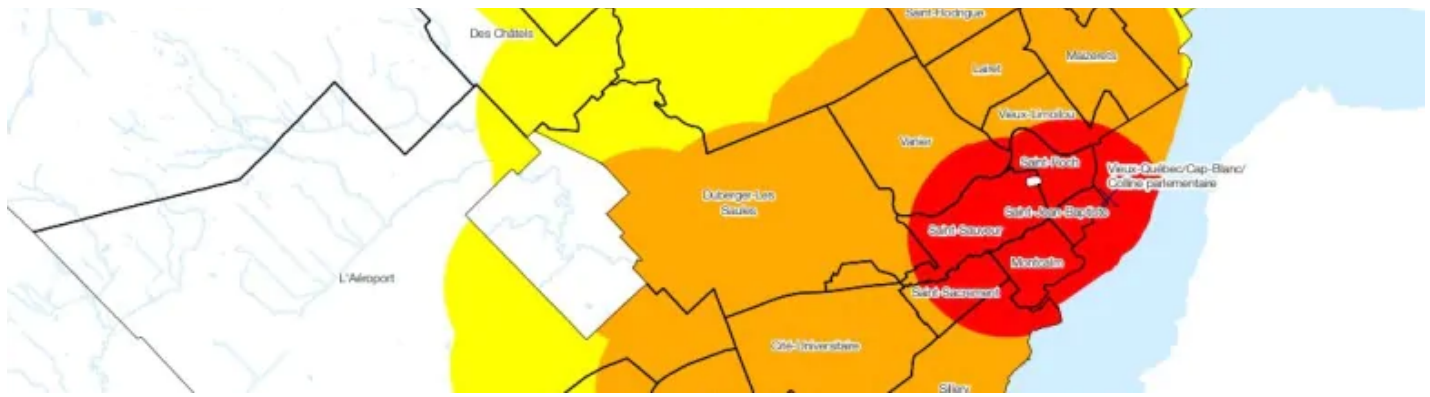 Saint-Rodrigue
Des Châtels
Lairet
Maizerets
Vieux-Limoilou
Vanier
Saint-Roch
Vieux-Québec/Cap-Blanc/
Colline parlementaire
Duberger-Les
Saules
Saint-Jean-Baptiste
Saint-Sauveur
Montcalm
L'Aéroport
Saint-Sacrement
Cité-Universitaire
Sillery